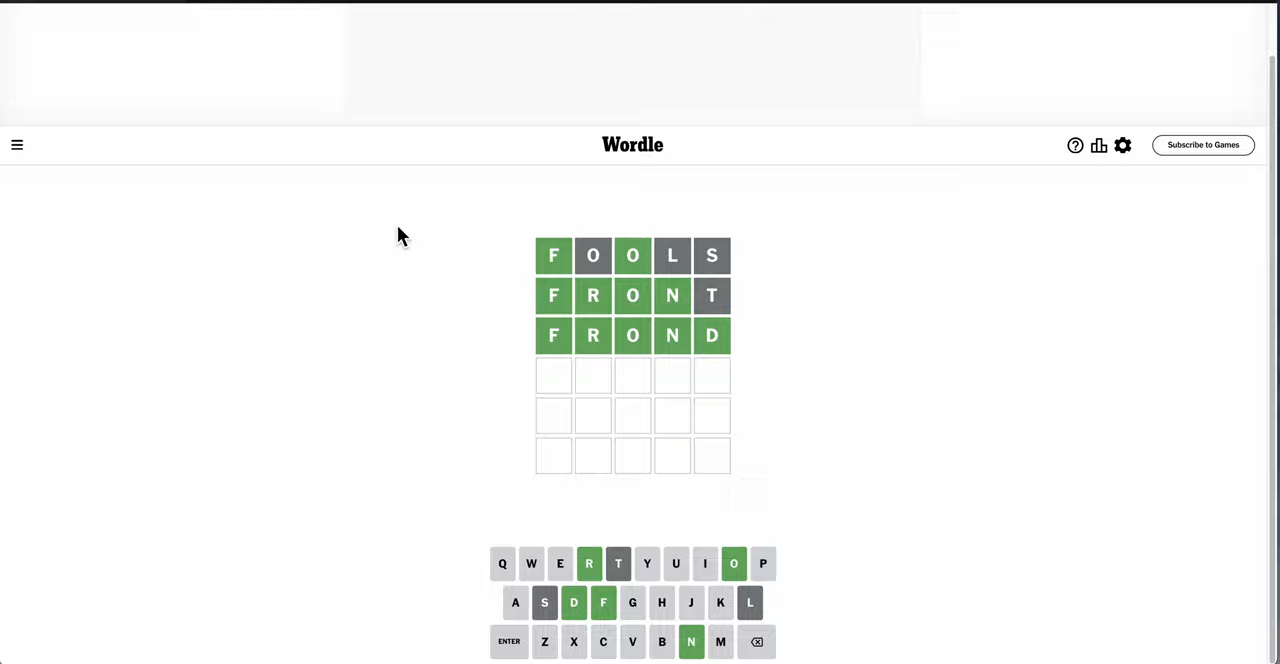 Wordle
Subscribe to Games
F O O L S
F R O N T
F R O N D
Q W E R T Y U I O P
A S D F G H J K L
ENTER Z X C V B N M